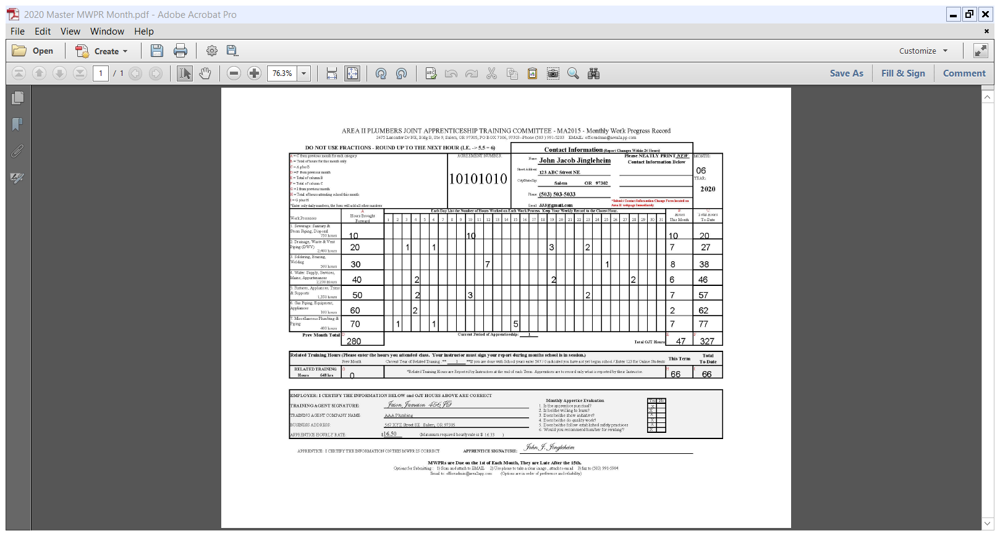 2020 Master MWPR Month.pdf - Adobe Acrobat Pro
File Edit View Window Help
Open Create Customize
1 / 1 76.3% Save As Fill & Sign Comment
AREA II PLUMBERS JOINT APPRENTICESHIP TRAINING COMMITTEE - MA2015 - Monthly Work Progress Record
2475 Lancaster Dr NE, Bldg B, Ste 9, Salem, OR 97305, PO BOX 7106, 97303--Phone (503 ) 991-5203 EMAIL: officeadmin@area2app.com
DO NOT USE FRACTIONS - ROUND UP TO THE NEXT HOUR (I.E. -> 5.5 = 6)
A = C from previous month for each category
B = Total of hours for this month only
C = A plus B
D = F from previous month
E = Total of column B
F = Total of column C
G = I from previous month
H = Total of hours attending school this month
I = G plus H
*Enter only daily numbers, the form will add all other numbers
AGREEMENT NUMBER
10101010
Contact Information (Report Changes Within 24 Hours)
Name: John Jacob Jingleheim
Street Address: 123 ABC Street NE
City/State/Zip: Salem OR 97302
Phone: (503) 503-5033
Email: JJJ@gmail.com
Please NEATLY PRINT NEW
Contact Information Below
*Submit Contact Information Change Form located on
Area II webpage Immediately
MONTH:
06
YEAR:
2020
Work Processes
A
Hours Brought
Forward
Each Day List the Number of Hours Worked on Each Work Process. Keep Your Weekly Record to the Closest Hour.
1 2 3 4 5 6 7 8 9 10 11 12 13 14 15 16 17 18 19 20 21 22 23 24 25 26 27 28 29 30 31
B
Hours
This Month
C
Total Hours
To-Date
1. Sewerage: Sanitary &
Storm Piping, Disposal
750 hours 10 10 10 20
2. Drainage, Waste & Vent
Piping (DWV)
2,400 hours 20 1 1 3 2 7 27
3. Soldering, Brazing,
Welding
500 hours 30 7 1 8 38
4. Water: Supply, Services,
Mains, Appurtenances
2,200 Hours 40 2 2 2 6 46
5. Fixtures, Appliances, Trims
& Supports
1,350 hours 50 2 3 2 7 57
6. Gas Piping, Equipment,
Appliances
100 hours 60 2 2 62
7. Miscellaneous Plumbing &
Piping
400 hours 70 1 1 5 7 77
Prev Month Total D 280 Current Period of Apprenticeship: 1 Total OJT Hours E 47 F 327
Related Training Hours (Please enter the hours you attended class. Your instructor must sign your report during months school is in session.)
Prev Month Current Year of Related Training ** 1 **If you are done with School years enter 567 / 0 indicated you have not yet began school / Enter 123 for Online Students
This Term
Total
To-Date
RELATED TRAINING
Hours 648 hrs
G 0
*Related Training Hours are Reported by Instructors at the end of each Term. Apprentices are to record only what is reported by their Instructor.
H 66
I 66
EMPLOYER: I CERTIFY THE INFORMATION BELOW and OJT HOURS ABOVE ARE CORRECT
TRAINING AGENT SIGNATURE: Jason Jameson 456 JO
TRAINING AGENT COMPANY NAME: AAA Plumbing
BUSINESS ADDRESS: 567 XYZ Street SE Salem, OR 97305
APPRENTICE HOURLY RATE: $16.50 (Minimum required hourly rate is $ 16.33 )
Monthly Appretice Evaluation Yes No
1. Is the apprentice punctual? X
2. Is he/she willing to learn? X
3. Does he/she show initiative? X
4. Does he/she do quality work? X
5. Does he/she follow established safety practices X
6. Would you recommend him/her for rerating? X
APPRENTICE: I CERTIFY THE INFORMATION ON THIS MWPR IS CORRECT APPRENTICE SIGNATURE: John J. Jingleheim
MWPRs are Due on the 1st of Each Month, They are Late After the 15th.
Options for Submitting : 1) Scan and attach to EMAIL 2) Use phone to take a clear image, attach to email 3) fax to (503) 991-5904
Email to: officeadmin@area2app.com (Options are in order of preference and reliability)